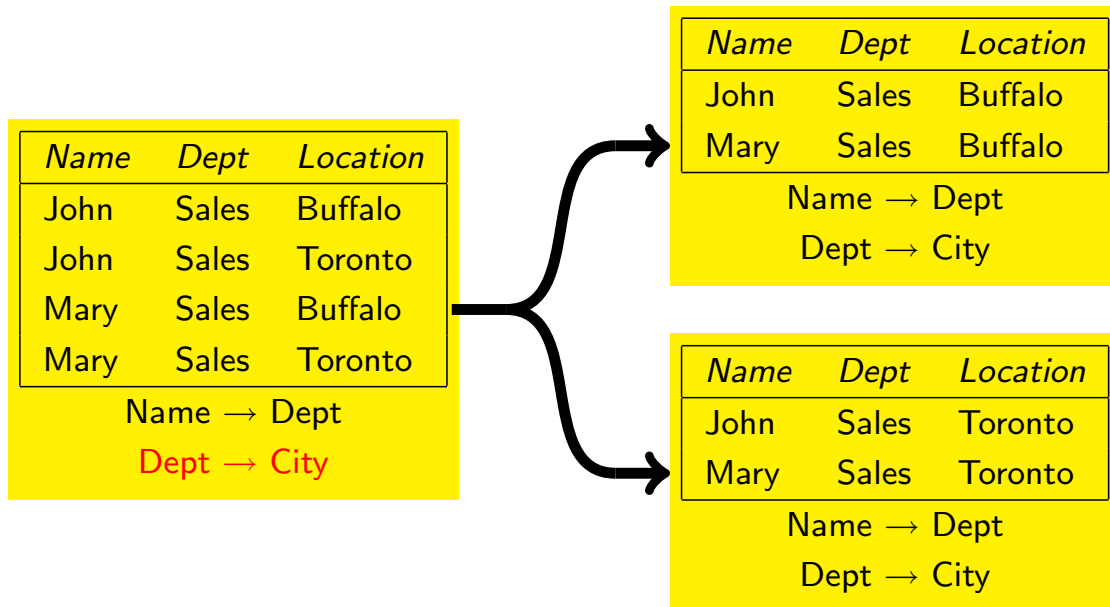 Name Dept Location
John Sales Buffalo
John Sales Toronto
Mary Sales Buffalo
Mary Sales Toronto
Name → Dept
Dept → City
Name Dept Location
John Sales Buffalo
Mary Sales Buffalo
Name → Dept
Dept → City
Name Dept Location
John Sales Toronto
Mary Sales Toronto
Name → Dept
Dept → City